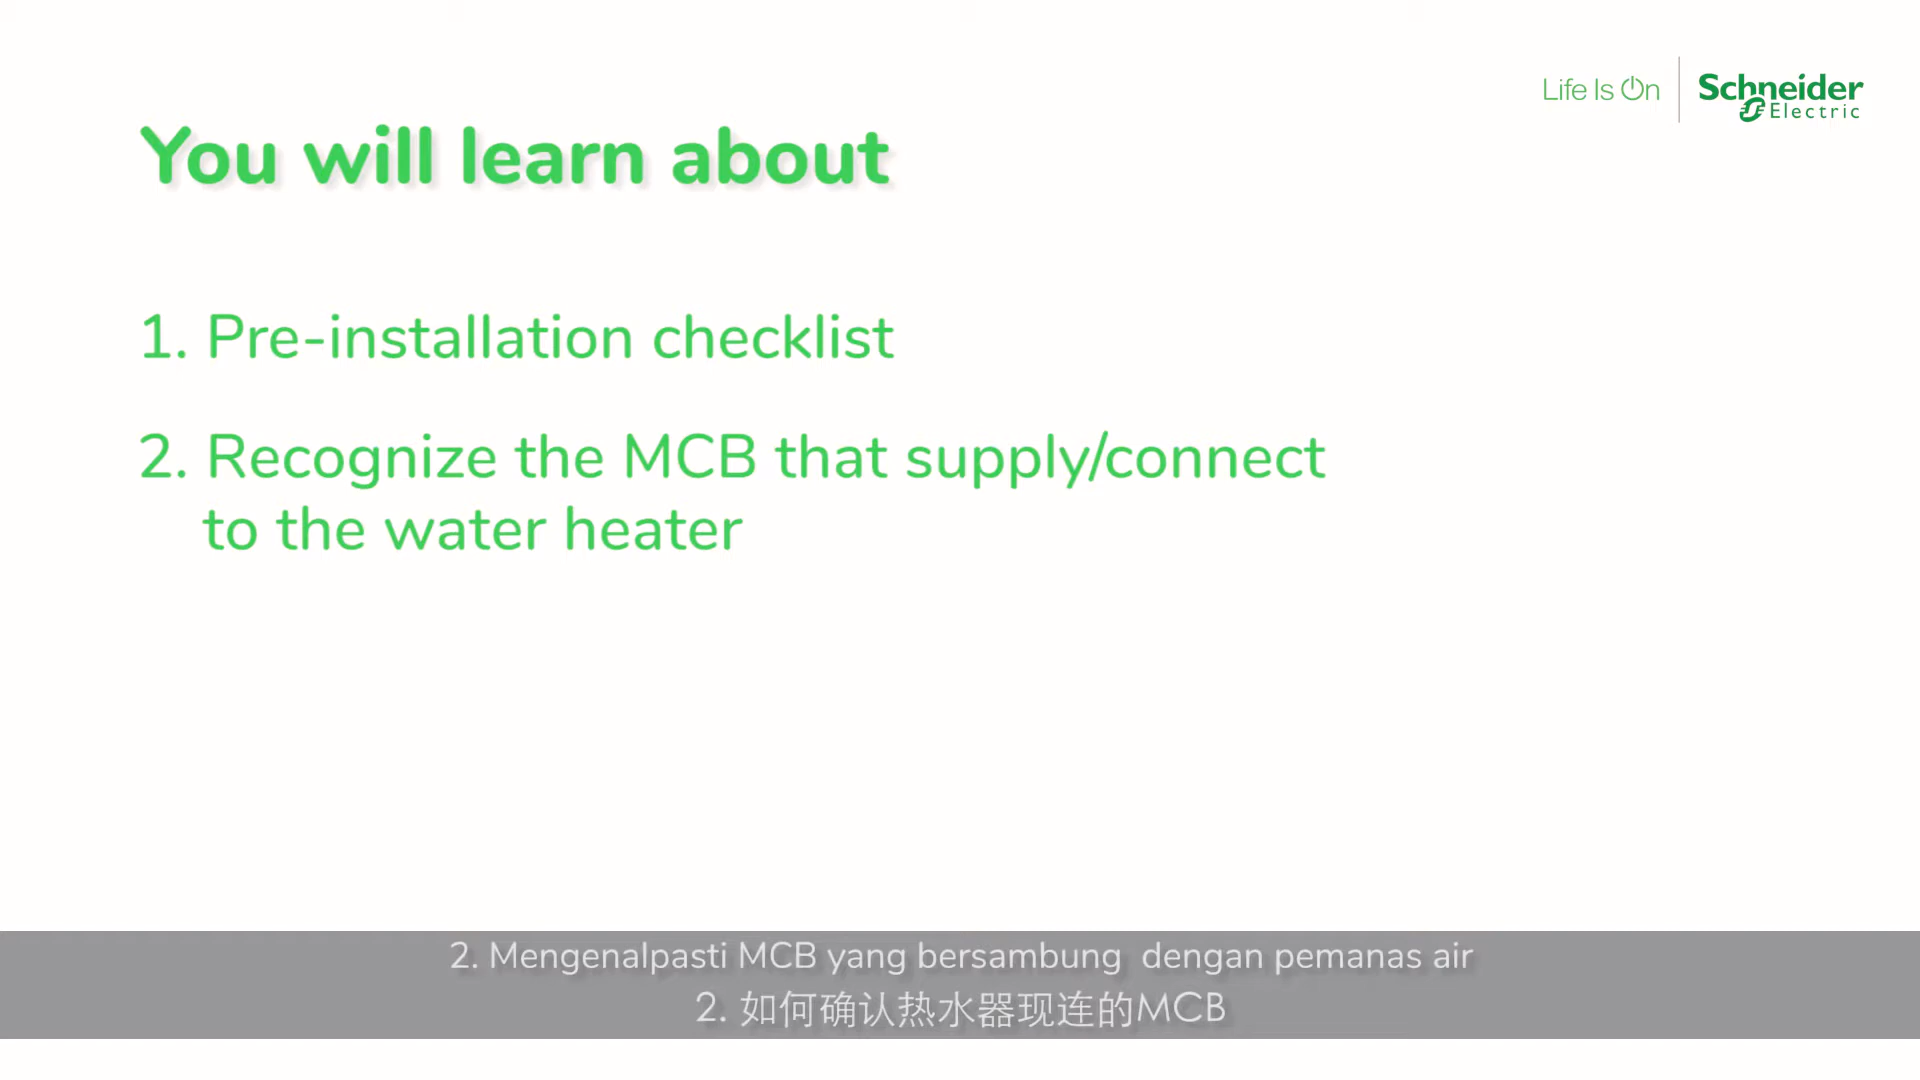 Life Is On
Schneider
Electric
You will learn about
1. Pre-installation checklist
2. Recognize the MCB that supply/connect
to the water heater
2. Mengenalpasti MCB yang bersambung dengan pemanas air
2. 如何确认热水器现连的MCB